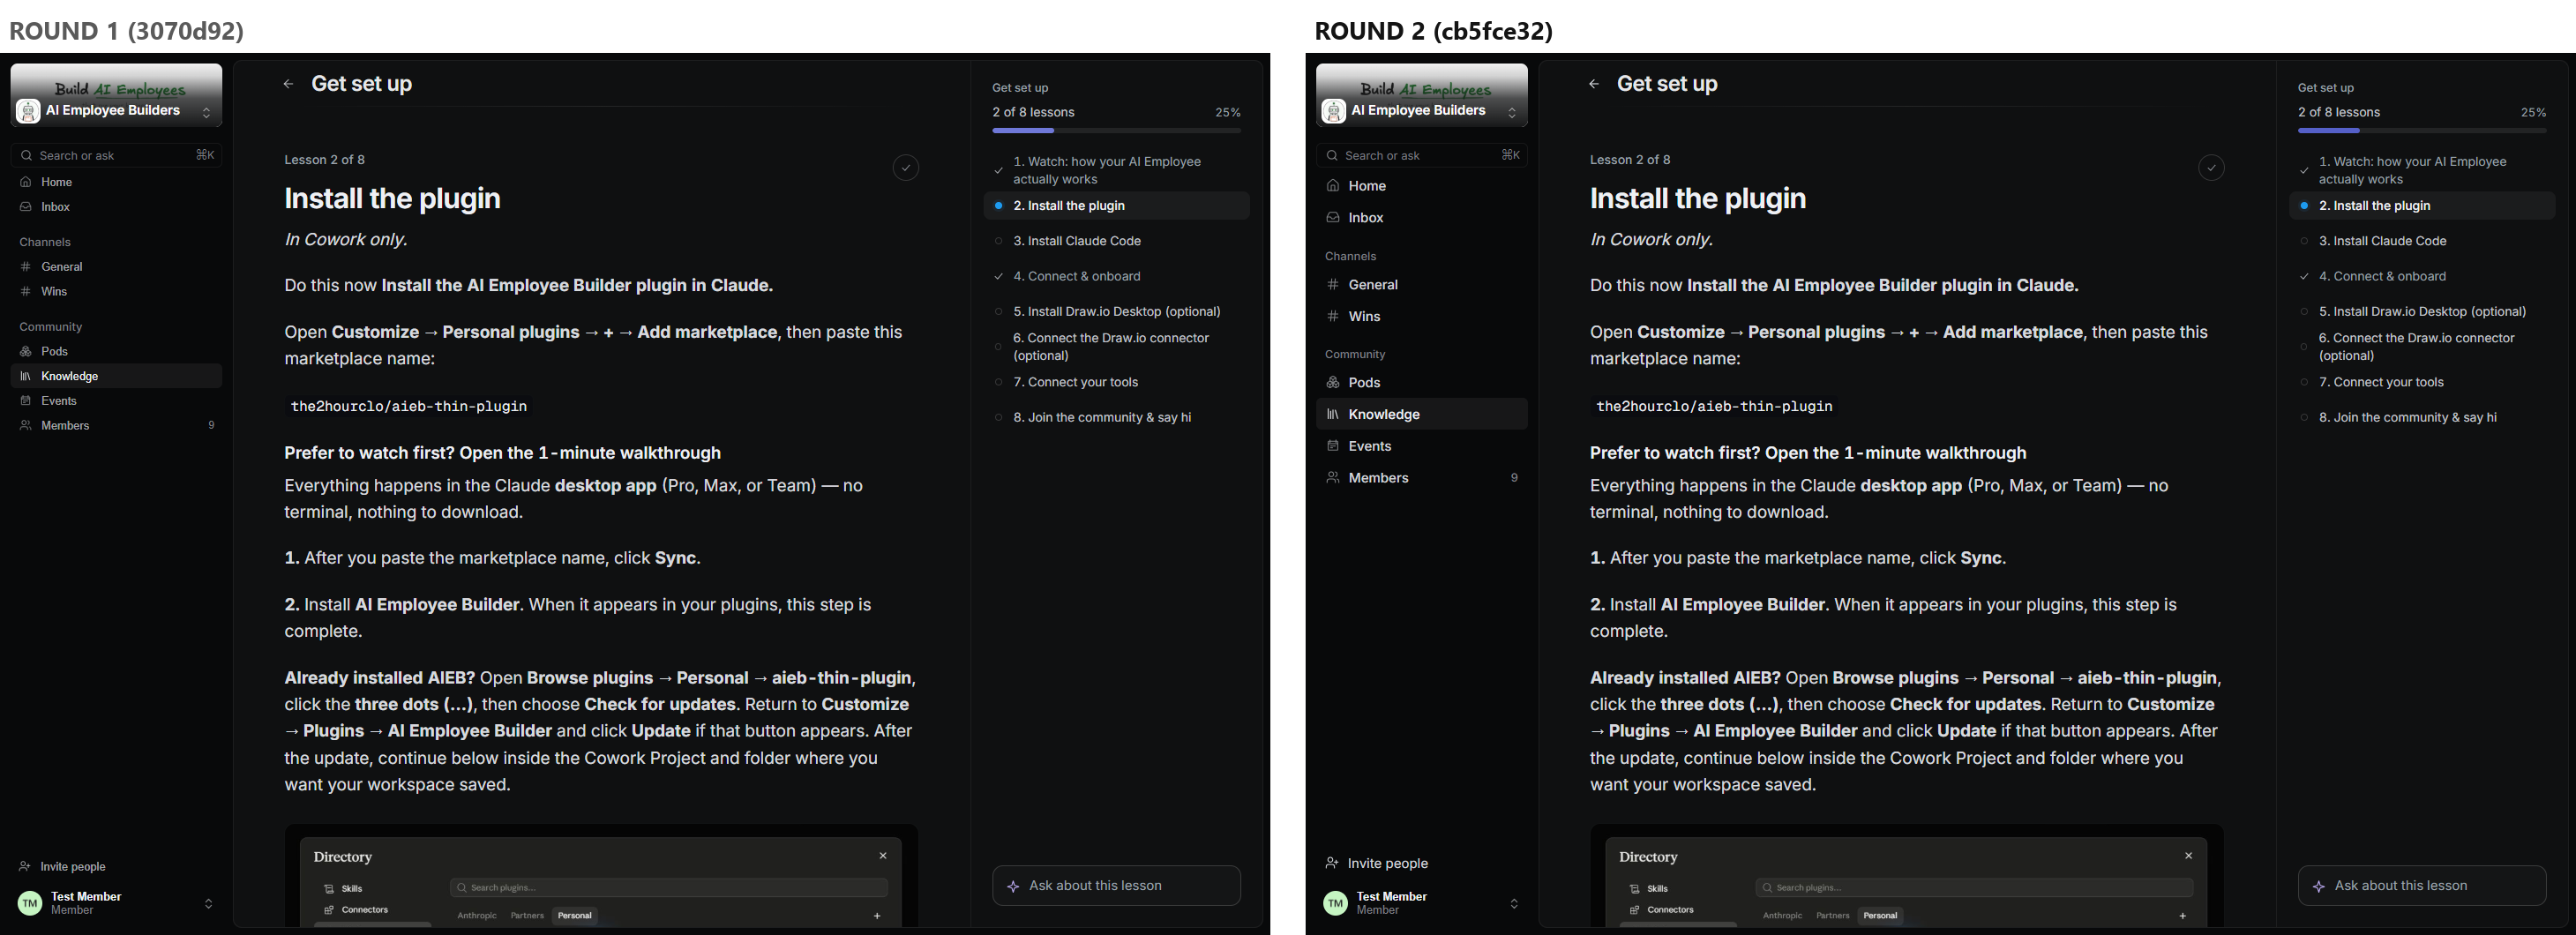 ROUND 1 (3070d92)
Build AI Employees
AI Employee Builders
Search or ask ⌘K
Home
Inbox
Channels
# General
# Wins
Community
Pods
Knowledge
Events
Members 9
Invite people
TM
Test Member
Member
← Get set up
Lesson 2 of 8
Install the plugin
In Cowork only.
Do this now Install the AI Employee Builder plugin in Claude.
Open Customize → Personal plugins → + → Add marketplace, then paste this
marketplace name:
the2hourclo/aieb-thin-plugin
Prefer to watch first? Open the 1-minute walkthrough
Everything happens in the Claude desktop app (Pro, Max, or Team) — no
terminal, nothing to download.
1. After you paste the marketplace name, click Sync.
2. Install AI Employee Builder. When it appears in your plugins, this step is
complete.
Already installed AIEB? Open Browse plugins → Personal → aieb-thin-plugin,
click the three dots (...), then choose Check for updates. Return to Customize
→ Plugins → AI Employee Builder and click Update if that button appears. After
the update, continue below inside the Cowork Project and folder where you
want your workspace saved.
Directory ×
Skills
Connectors
Search plugins...
Anthropic Partners Personal +
Get set up
2 of 8 lessons 25%
1. Watch: how your AI Employee
actually works
2. Install the plugin
3. Install Claude Code
4. Connect & onboard
5. Install Draw.io Desktop (optional)
6. Connect the Draw.io connector
(optional)
7. Connect your tools
8. Join the community & say hi
Ask about this lesson
ROUND 2 (cb5fce32)
Build AI Employees
AI Employee Builders
Search or ask ⌘K
Home
Inbox
Channels
# General
# Wins
Community
Pods
Knowledge
Events
Members 9
Invite people
TM
Test Member
Member
← Get set up
Lesson 2 of 8
Install the plugin
In Cowork only.
Do this now Install the AI Employee Builder plugin in Claude.
Open Customize → Personal plugins → + → Add marketplace, then paste this
marketplace name:
the2hourclo/aieb-thin-plugin
Prefer to watch first? Open the 1-minute walkthrough
Everything happens in the Claude desktop app (Pro, Max, or Team) — no
terminal, nothing to download.
1. After you paste the marketplace name, click Sync.
2. Install AI Employee Builder. When it appears in your plugins, this step is
complete.
Already installed AIEB? Open Browse plugins → Personal → aieb-thin-plugin,
click the three dots (...), then choose Check for updates. Return to Customize
→ Plugins → AI Employee Builder and click Update if that button appears. After
the update, continue below inside the Cowork Project and folder where you
want your workspace saved.
Directory ×
Skills
Connectors
Search plugins...
Anthropic Partners Personal +
Get set up
2 of 8 lessons 25%
1. Watch: how your AI Employee
actually works
2. Install the plugin
3. Install Claude Code
4. Connect & onboard
5. Install Draw.io Desktop (optional)
6. Connect the Draw.io connector
(optional)
7. Connect your tools
8. Join the community & say hi
Ask about this lesson